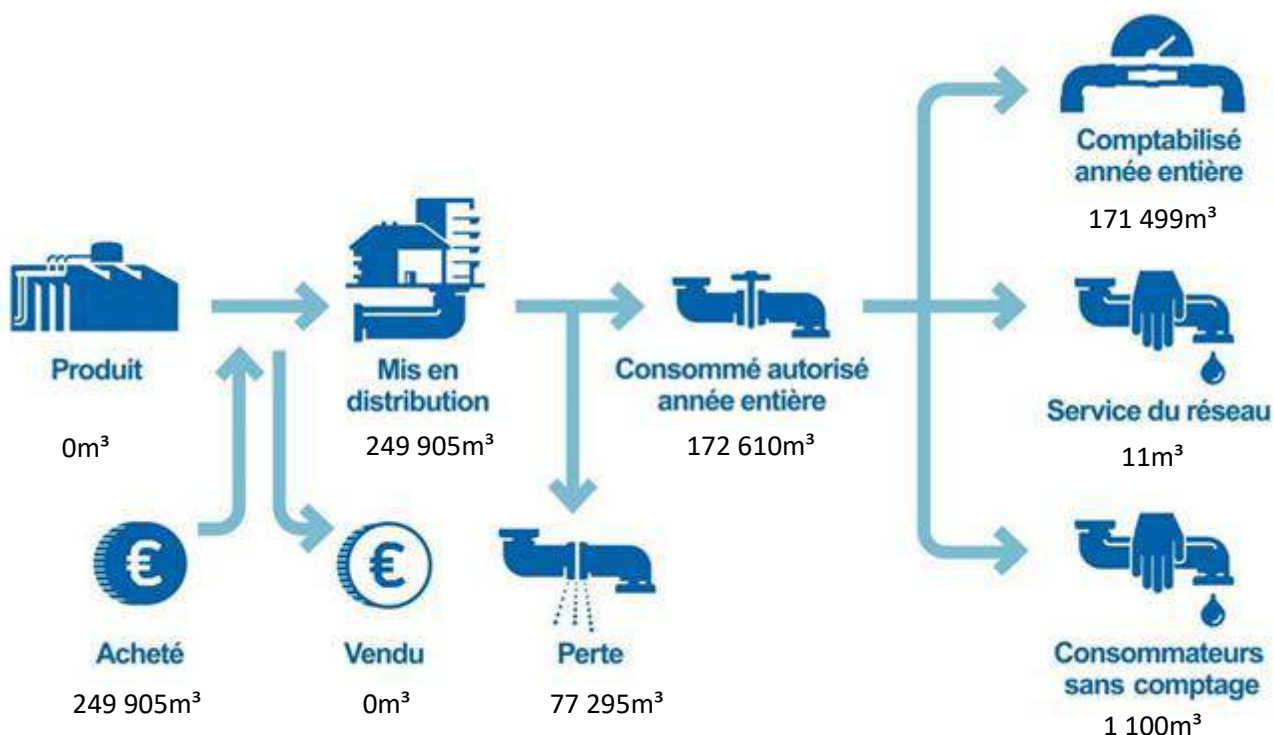 Comptabilisé
année entière
171 499m³
Produit
0m³
Mis en
distribution
249 905m³
Consommé autorisé
année entière
172 610m³
Service du réseau
11m³
€
Acheté
249 905m³
€
Vendu
0m³
Perte
77 295m³
Consommateurs
sans comptage
1 100m³